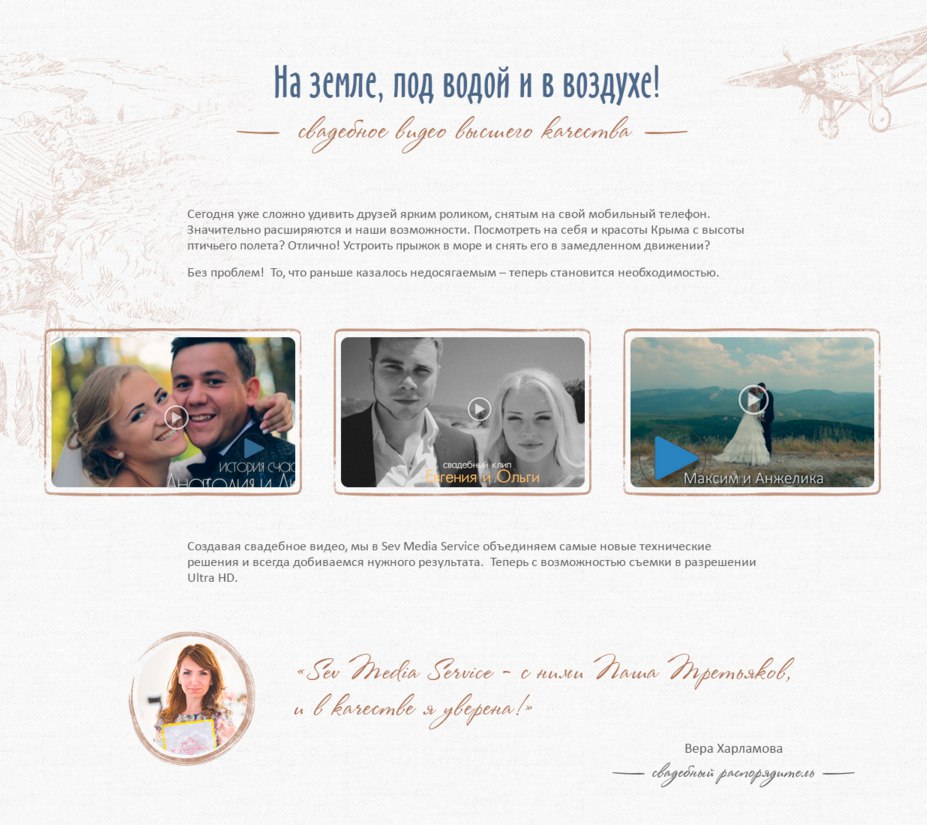 На земле, под водой и в воздухе!
свадебное видео высшего качества
Сегодня уже сложно удивить друзей ярким роликом, снятым на свой мобильный телефон.
Значительно расширяются и наши возможности. Посмотреть на себя и красоты Крыма с высоты
птичьего полета? Отлично! Устроить прыжок в море и снять его в замедленном движении?
Без проблем! То, что раньше казалось недосягаемым – теперь становится необходимостью.
история счас
Анатолия и Ан
свадебный клип
Евгения и Ольги
Максим и Анжелика
Создавая свадебное видео, мы в Sev Media Service объединяем самые новые технические
решения и всегда добиваемся нужного результата. Теперь с возможностью съемки в разрешении
Ultra HD.
«Sev Media Service - с ними Паша Третьяков,
и в качестве я уверена!»
Вера Харламова
свадебный распорядитель